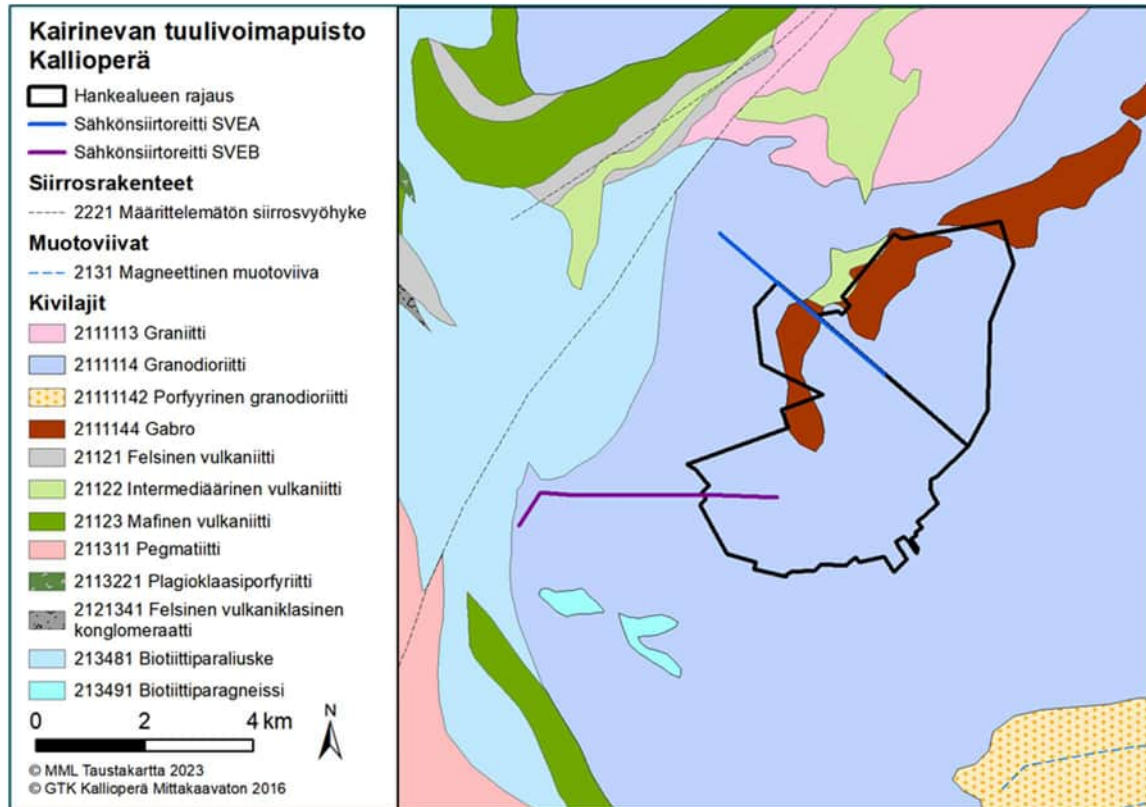 Kairinevan tuulivoimapuisto
Kallioperä
Hankealueen rajaus
Sähkönsiirtoreitti SVEA
Sähkönsiirtoreitti SVEB
Siirrosrakenteet
2221 Määrittelemätön siirrosvyöhyke
Muotoviivat
2131 Magneettinen muotoviiva
Kivilajit
2111113 Graniitti
2111114 Granodioriitti
21111142 Porfyyrinen granodioriitti
2111144 Gabro
21121 Felsinen vulkaniitti
21122 Intermediäärinen vulkaniitti
21123 Mafinen vulkaniitti
211311 Pegmatiitti
2113221 Plagioklaasiporfyriitti
2121341 Felsinen vulkaniklasinen
konglomeraatti
213481 Biotiittiparaliuske
213491 Biotiittiparagneissi
0 2 4 km
N
© MML Taustakartta 2023
© GTK Kallioperä Mittakaavaton 2016